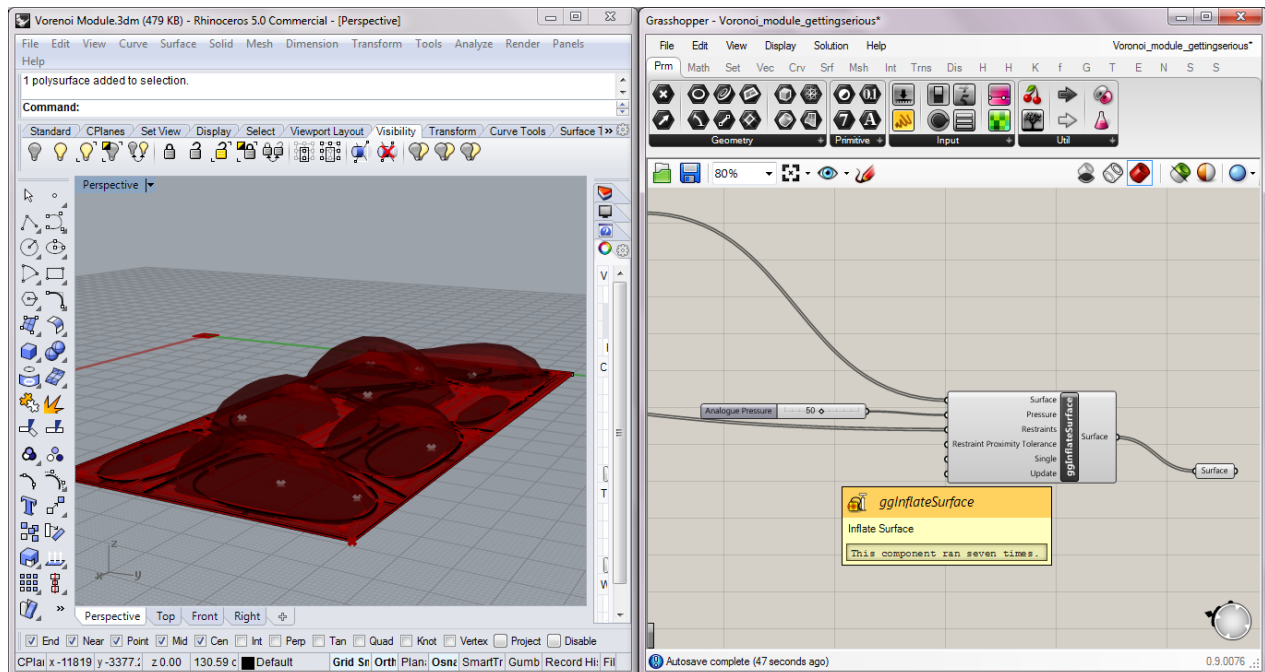 Vorenoi Module.3dm (479 KB) - Rhinoceros 5.0 Commercial - [Perspective]
File Edit View Curve Surface Solid Mesh Dimension Transform Tools Analyze Render Panels
Help
1 polysurface added to selection.
Command:
Standard CPlanes Set View Display Select Viewport Layout Visibility Transform Curve Tools Surface T
Perspective
V
C
T
z
x
y
Perspective Top Front Right
End Near Point Mid Cen Int Perp Tan Quad Knot Vertex Project Disable
CPlai x -11819 y -3377.2 z 0.00 130.59 c Default Grid Sr Orth Plan Osna SmartTr Gumb Record Hi: Fil
Grasshopper - Voronoi_module_gettingserious*
File Edit View Display Solution Help Voronoi_module_gettingserious*
Prm Math Set Vec Crv Srf Msh Int Trns Dis H H K f G T E N S S
Geometry Primitive Input Util
80%
Surface
Analogue Pressure 50
Pressure
Restraints
Restraint Proximity Tolerance
Single
Update
ggInflateSurface
Surface
Surface
ggInflateSurface
Inflate Surface
This component ran seven times.
Autosave complete (47 seconds ago) 0.9.0076